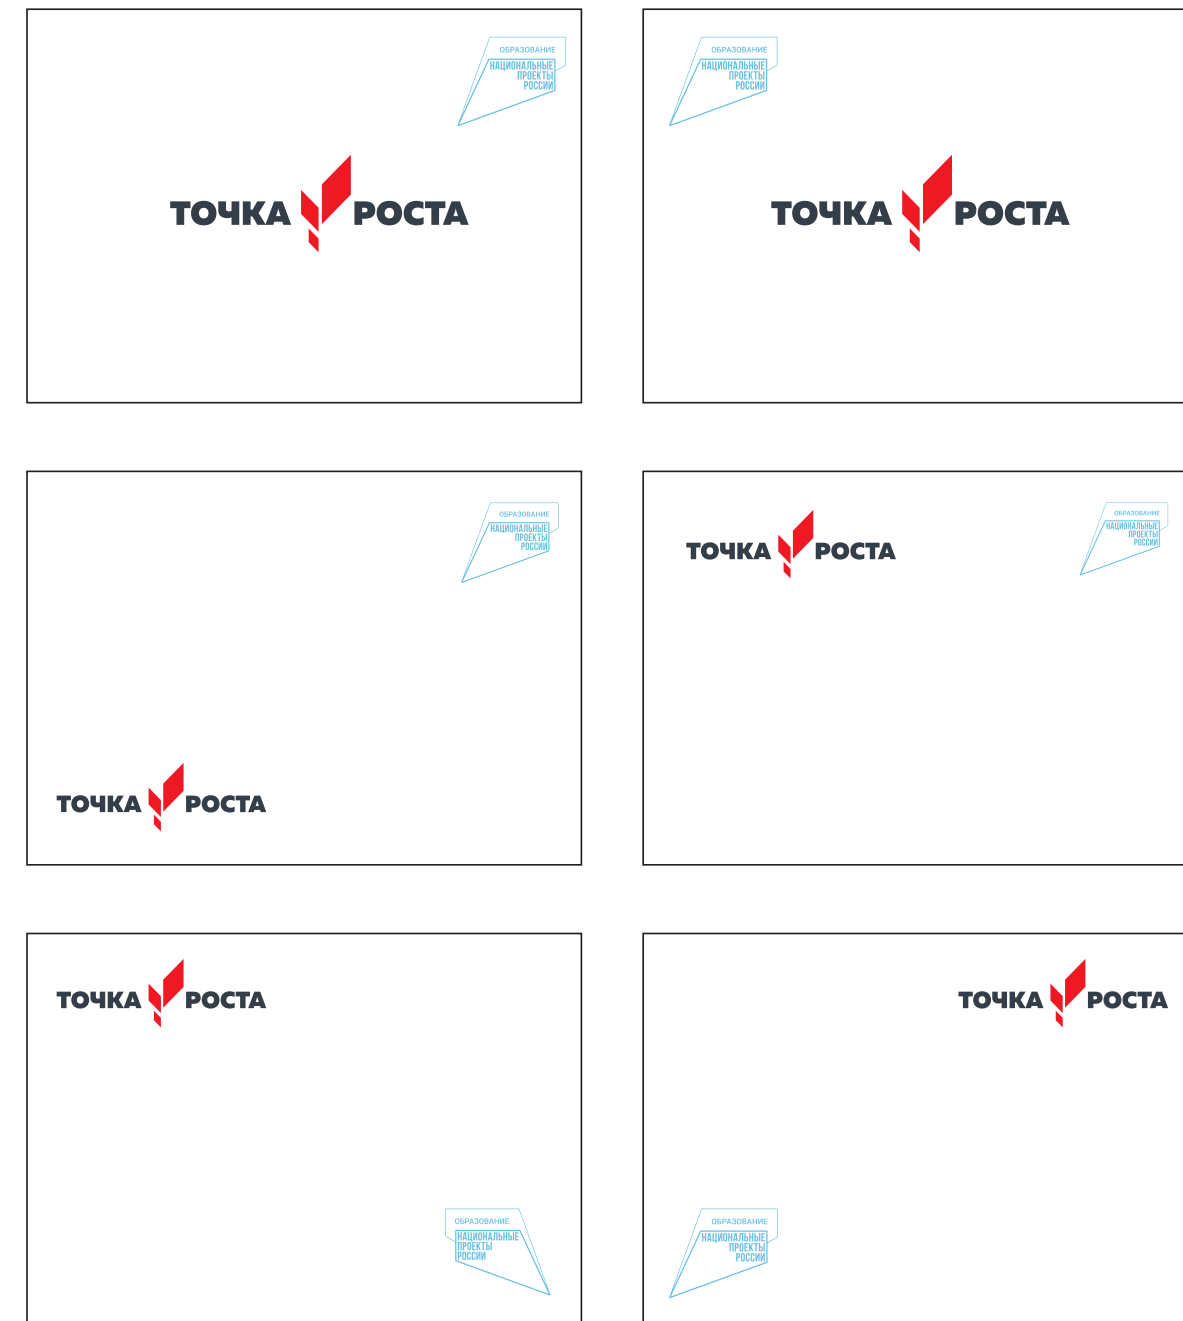 ОБРАЗОВАНИЕ
НАЦИОНАЛЬНЫЕ
ПРОЕКТЫ
РОССИИ
ТОЧКА РОСТА
ОБРАЗОВАНИЕ
НАЦИОНАЛЬНЫЕ
ПРОЕКТЫ
РОССИИ
ТОЧКА РОСТА
ОБРАЗОВАНИЕ
НАЦИОНАЛЬНЫЕ
ПРОЕКТЫ
РОССИИ
ТОЧКА РОСТА
ТОЧКА РОСТА
ОБРАЗОВАНИЕ
НАЦИОНАЛЬНЫЕ
ПРОЕКТЫ
РОССИИ
ТОЧКА РОСТА
ОБРАЗОВАНИЕ
НАЦИОНАЛЬНЫЕ
ПРОЕКТЫ
РОССИИ
ТОЧКА РОСТА
ОБРАЗОВАНИЕ
НАЦИОНАЛЬНЫЕ
ПРОЕКТЫ
РОССИИ